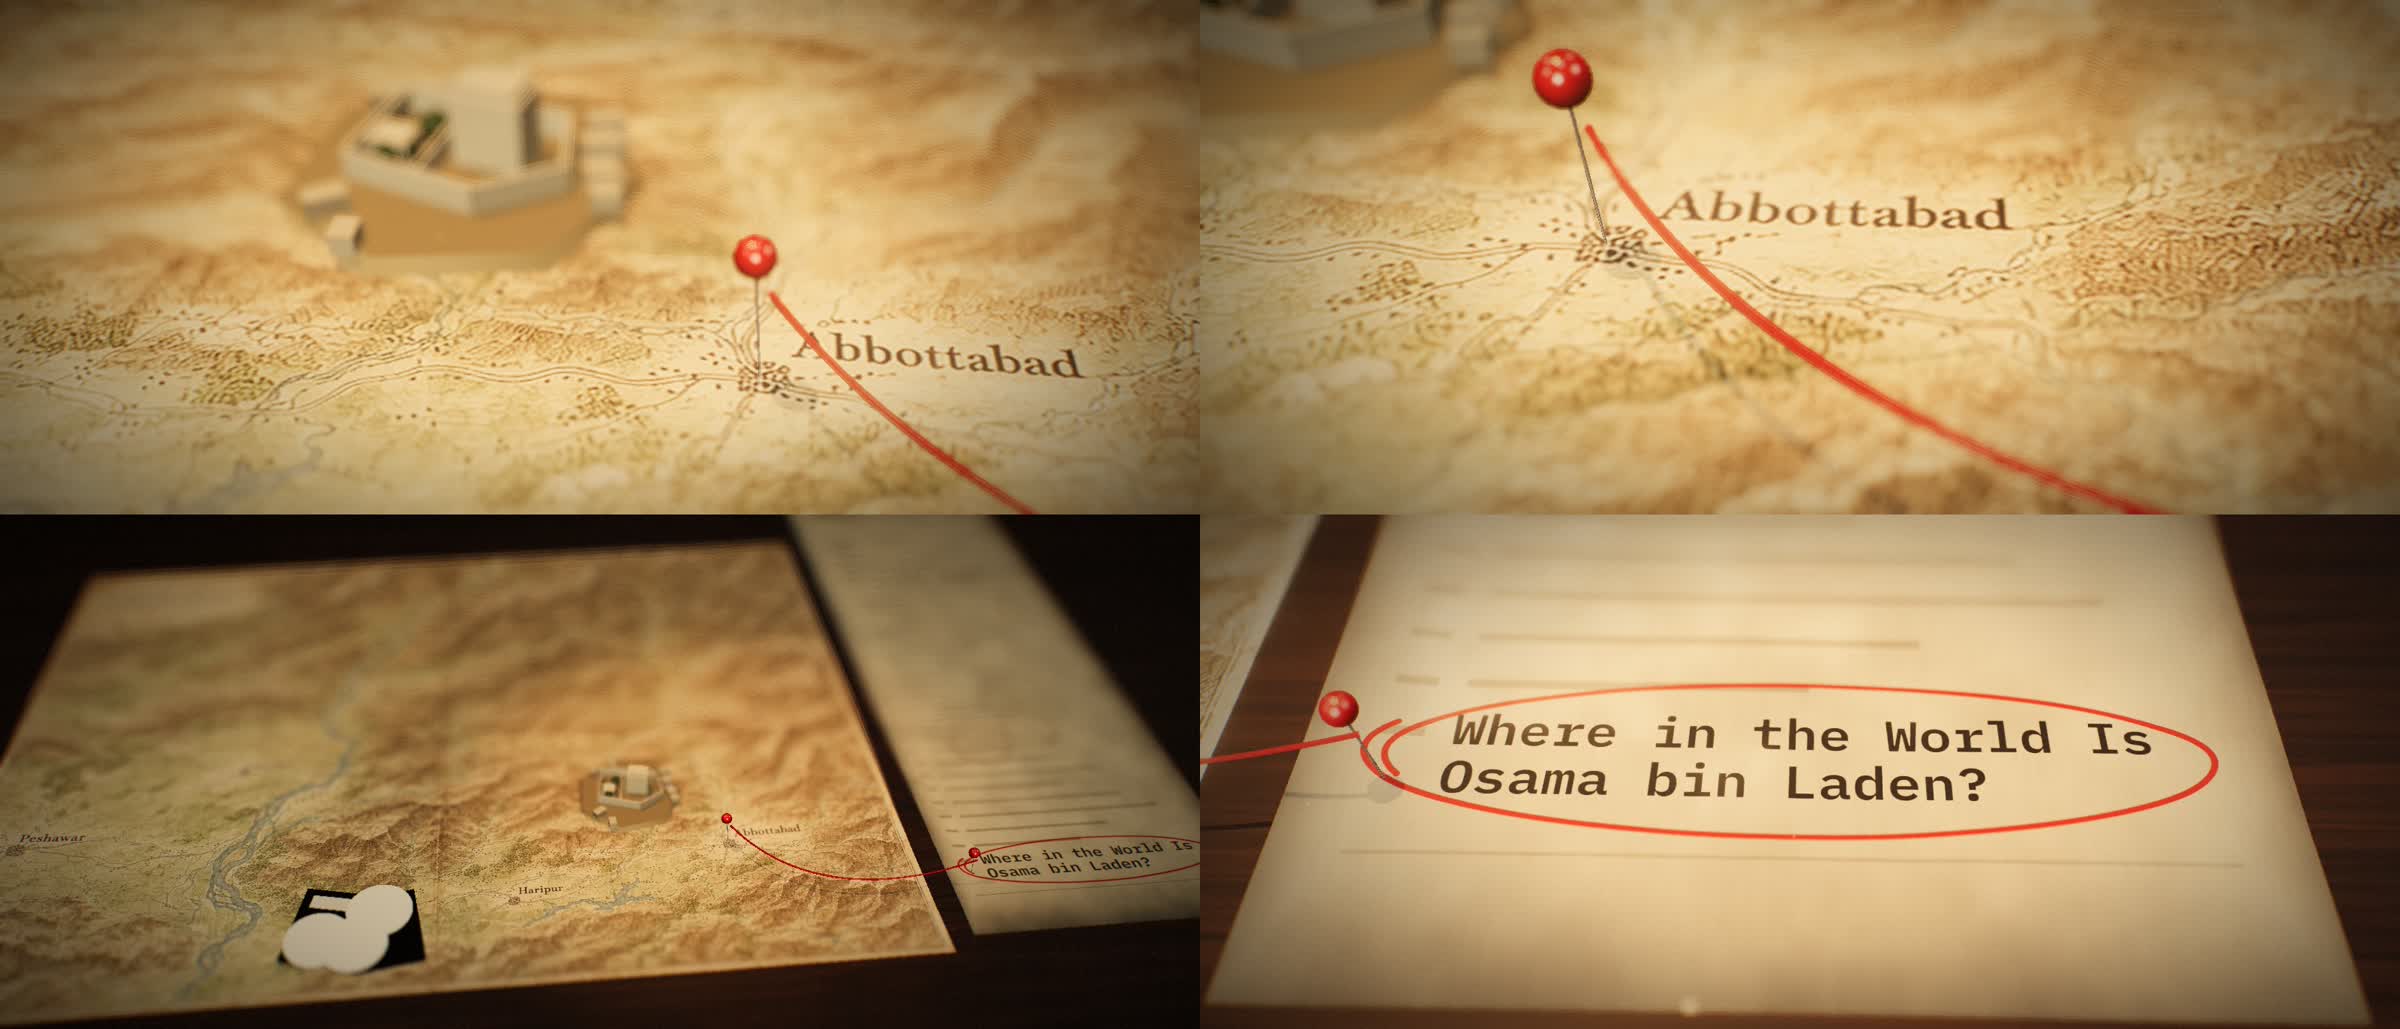 Abbottabad
Abbottabad
Peshawar
Abbottabad
Haripur
Where in the World Is
Osama bin Laden?
Where in the World Is
Osama bin Laden?